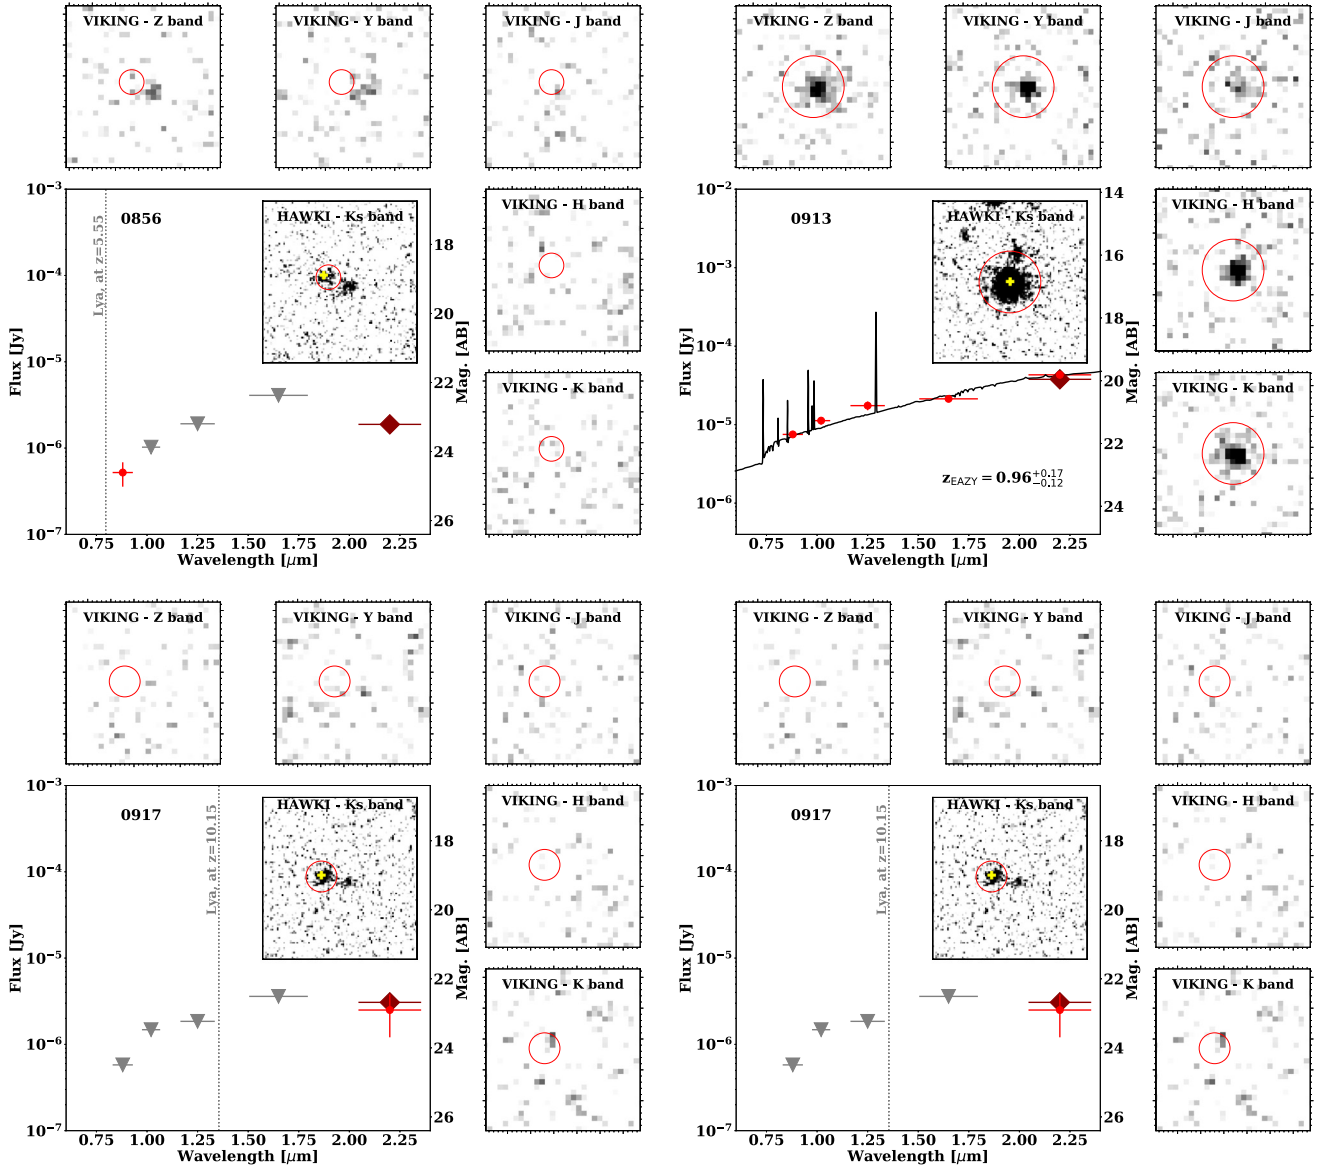 VIKING - Z band
VIKING - Y band
VIKING - J band
10⁻³
10⁻⁴
10⁻⁵
10⁻⁶
10⁻⁷
Flux [Jy]
0856
Lya, at z=5.55
HAWKI - Ks band
18
20
22
24
26
Mag. [AB]
0.75 1.00 1.25 1.50 1.75 2.00 2.25
Wavelength [μm]
VIKING - H band
VIKING - K band
VIKING - Z band
VIKING - Y band
VIKING - J band
10⁻²
10⁻³
10⁻⁴
10⁻⁵
10⁻⁶
Flux [Jy]
0913
HAWKI - Ks band
z_EAZY = 0.96 +0.17 −0.12
14
16
18
20
22
24
Mag. [AB]
0.75 1.00 1.25 1.50 1.75 2.00 2.25
Wavelength [μm]
VIKING - H band
VIKING - K band
VIKING - Z band
VIKING - Y band
VIKING - J band
10⁻³
10⁻⁴
10⁻⁵
10⁻⁶
10⁻⁷
Flux [Jy]
0917
Lya, at z=10.15
HAWKI - Ks band
18
20
22
24
26
Mag. [AB]
0.75 1.00 1.25 1.50 1.75 2.00 2.25
Wavelength [μm]
VIKING - H band
VIKING - K band
VIKING - Z band
VIKING - Y band
VIKING - J band
10⁻³
10⁻⁴
10⁻⁵
10⁻�6
10⁻⁷
Flux [Jy]
0917
Lya, at z=10.15
HAWKI - Ks band
18
20
22
24
26
Mag. [AB]
0.75 1.00 1.25 1.50 1.75 2.00 2.25
Wavelength [μm]
VIKING - H band
VIKING - K band